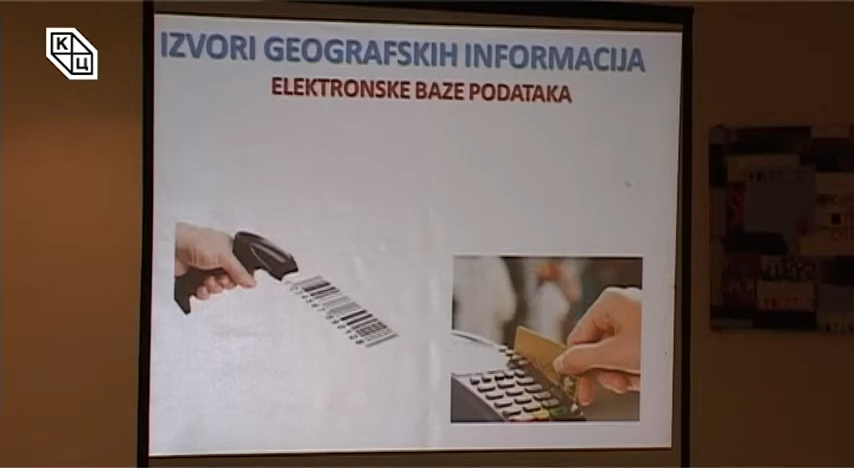 К
Ц
IZVORI GEOGRAFSKIH INFORMACIJA
ELEKTRONSKE BAZE PODATAKA